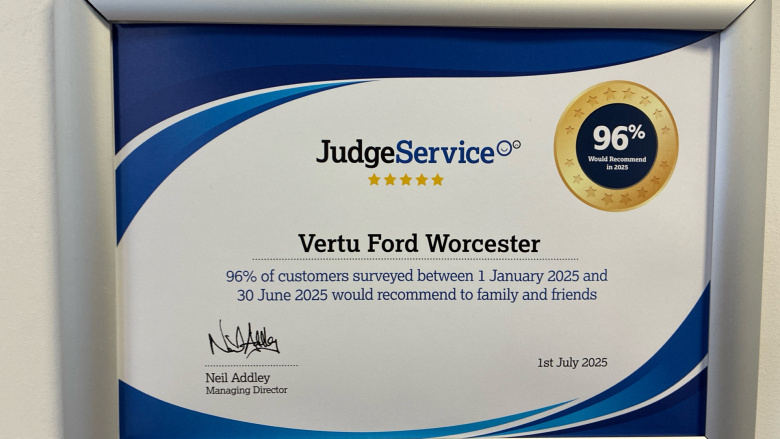 JudgeService
96%
Would Recommend
in 2025
Vertu Ford Worcester
96% of customers surveyed between 1 January 2025 and
30 June 2025 would recommend to family and friends
1st July 2025
Neil Addley
Managing Director